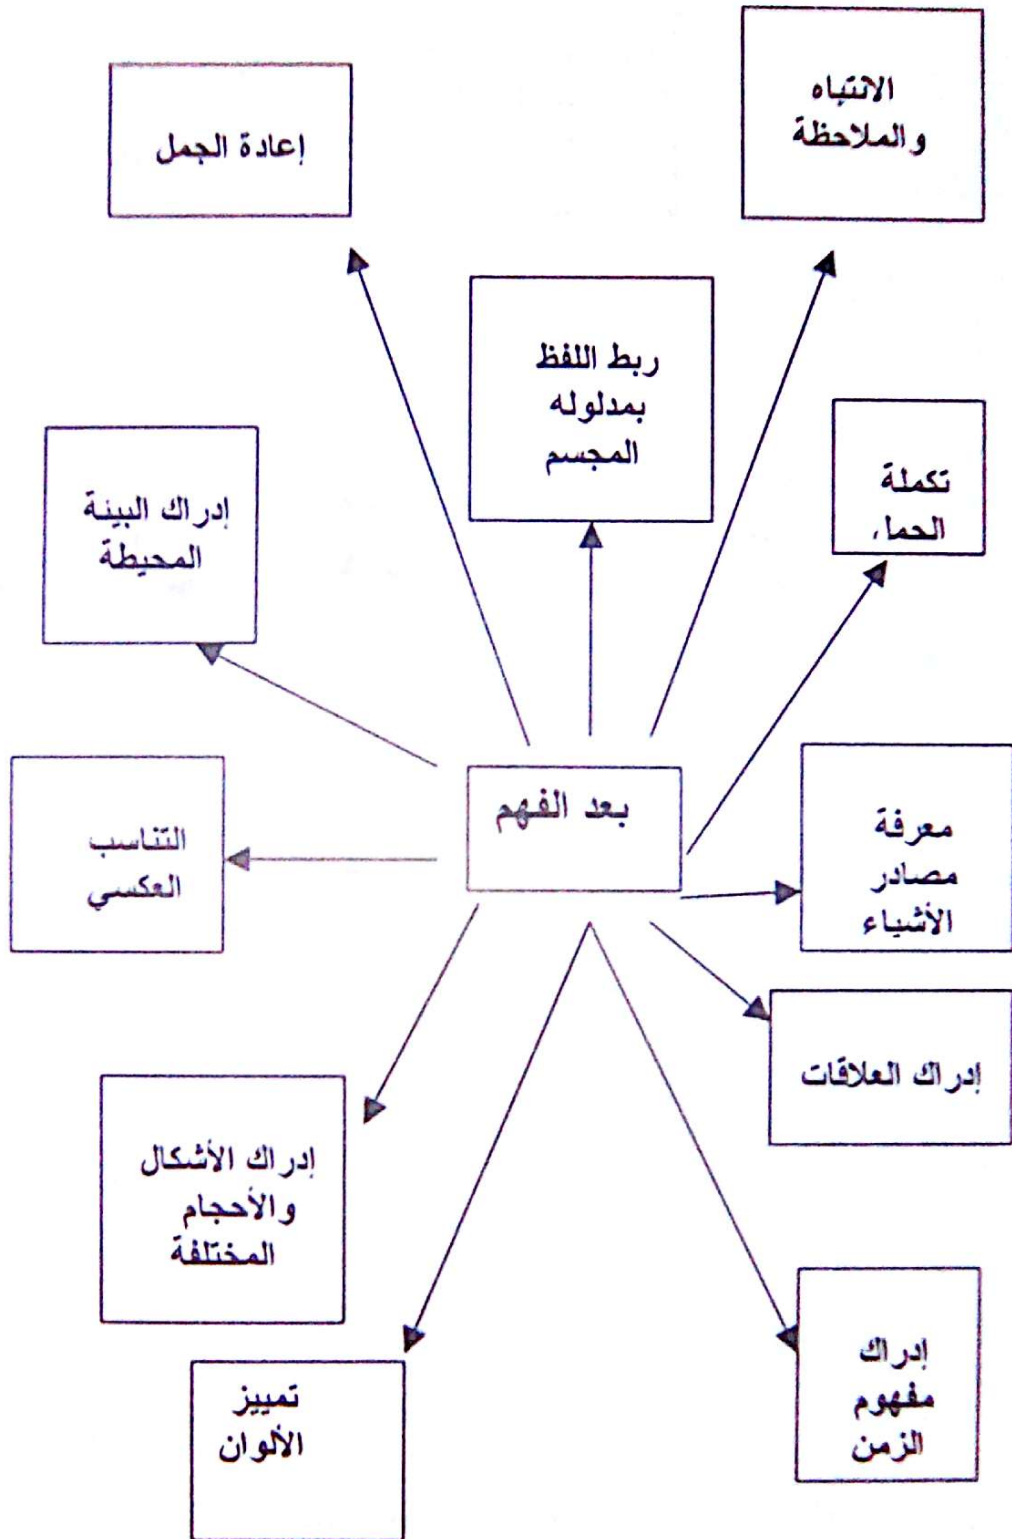 الانتباه
والملاحظة
إعادة الجمل
ربط اللفظ
بمدلوله
المجسم
تكملة
إدراك البيئة
المحيطة
بعد الفهم
معرفة
مصادر
الأشياء
التناسب
العكسي
إدراك العلاقات
إدراك الأشكال
والأحجام
المختلفة
إدراك
مفهوم
الزمن
تمييز
الألوان